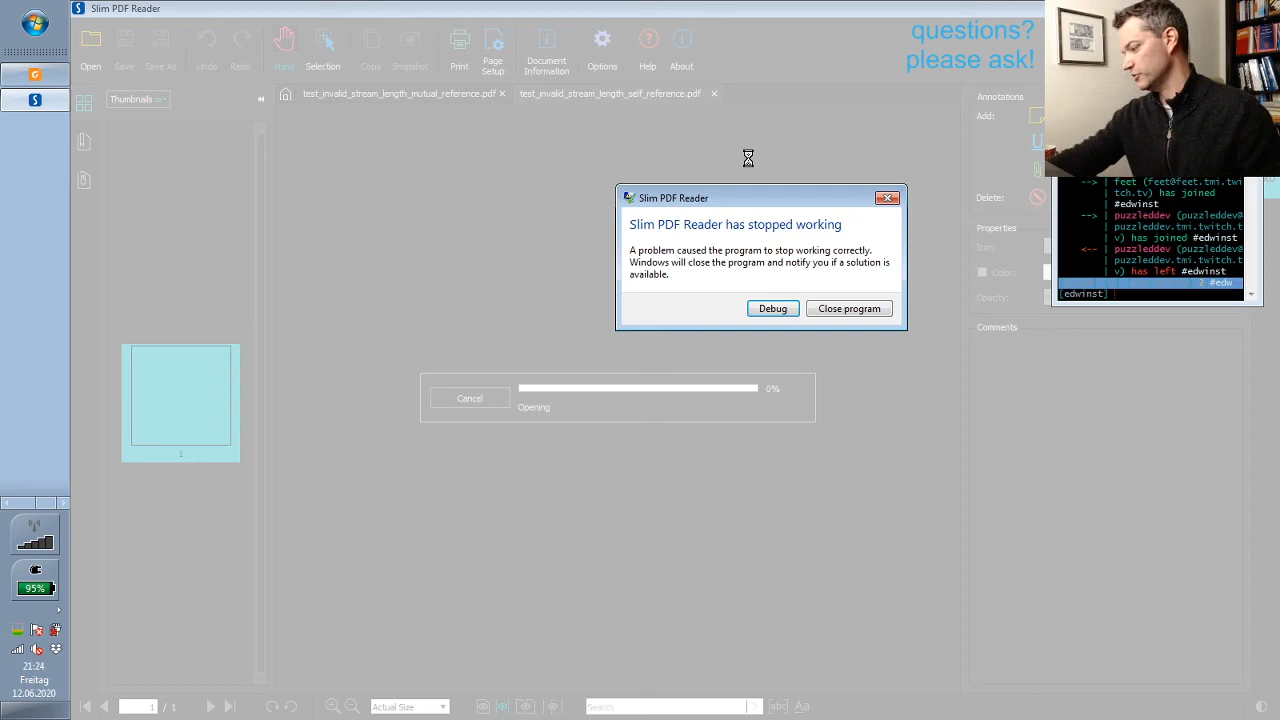 Slim PDF Reader
questions?
please ask!
Open
Save
Save As
Undo
Redo
Hand
Selection
Copy
Snapshot
Print
Page
Setup
Document
Information
Options
Help
About
Thumbnails
test_invalid_stream_length_mutual_reference.pdf
test_invalid_stream_length_self_reference.pdf
Annotations
Add:
Delete:
Properties
Icon:
Color:
Opacity:
Comments
--> | feet (feet@feet.tmi.twi
tch.tv) has joined
#edwinst
--> | puzzleddev (puzzleddev@
puzzleddev.tmi.twitch.t
v) has joined #edwinst
<-- | puzzleddev (puzzleddev@
puzzleddev.tmi.twitch.t
v) has left #edwinst
2 #edw
[edwinst]
Slim PDF Reader
Slim PDF Reader has stopped working
A problem caused the program to stop working correctly.
Windows will close the program and notify you if a solution is
available.
Debug
Close program
Cancel
0%
Opening
1
95%
21:24
Freitag
12.06.2020
1 / 1
Actual Size
Search
abc
Aa